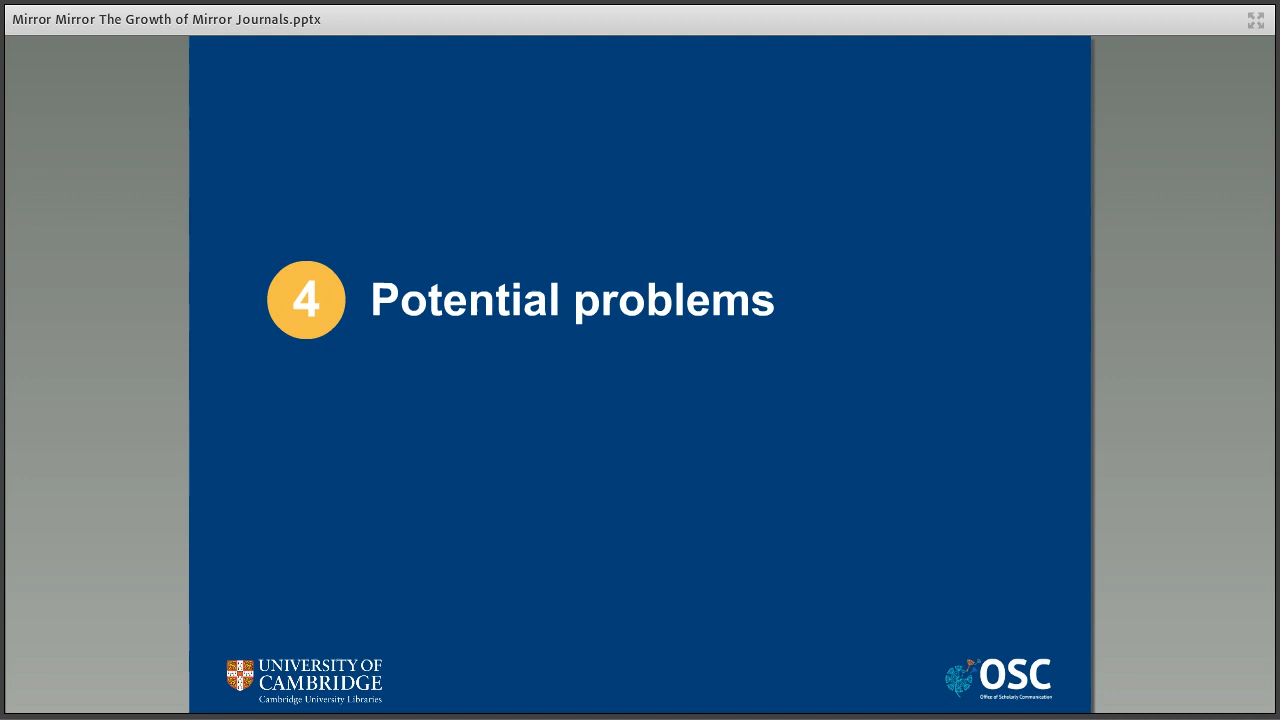 Mirror Mirror The Growth of Mirror Journals.pptx
4 Potential problems
UNIVERSITY OF
CAMBRIDGE
Cambridge University Libraries
OSC
Office of Scholarly Communication